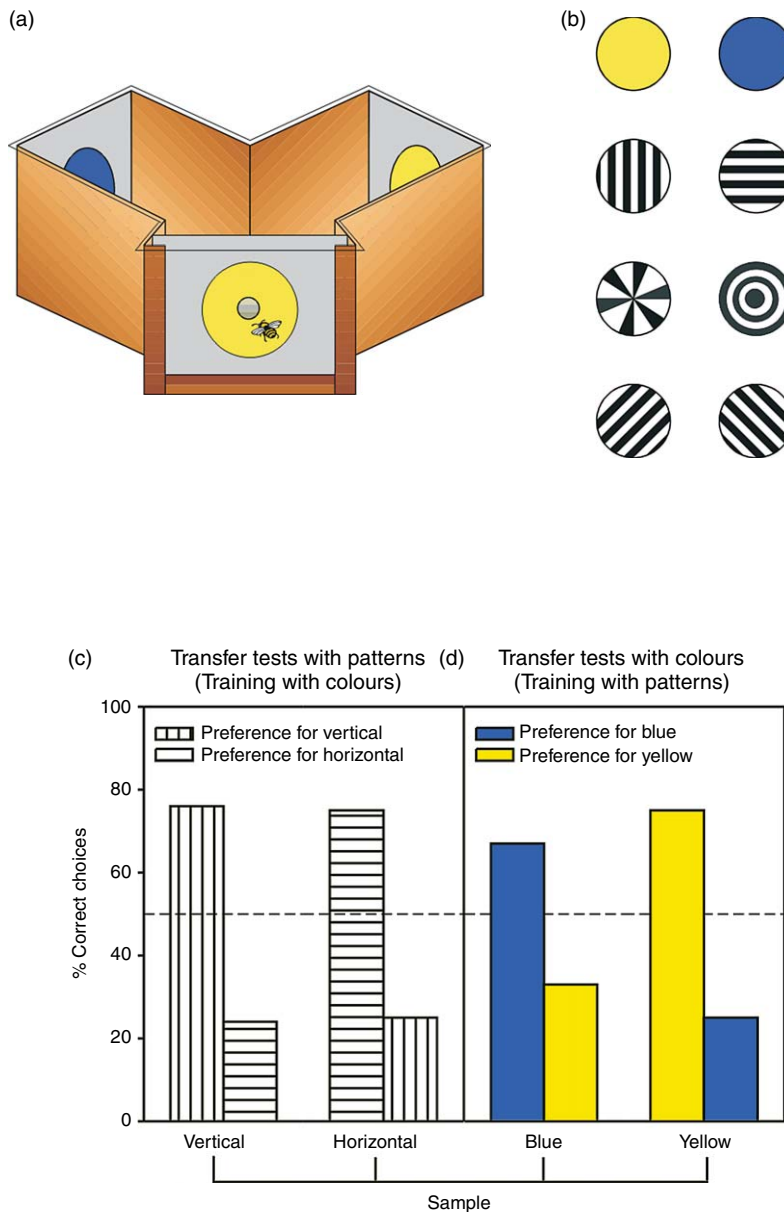 (a)
(b)
(c)
Transfer tests with patterns
(Training with colours)
(d)
Transfer tests with colours
(Training with patterns)
100
80
60
40
20
0
% Correct choices
Preference for vertical
Preference for horizontal
Preference for blue
Preference for yellow
Vertical
Horizontal
Blue
Yellow
Sample